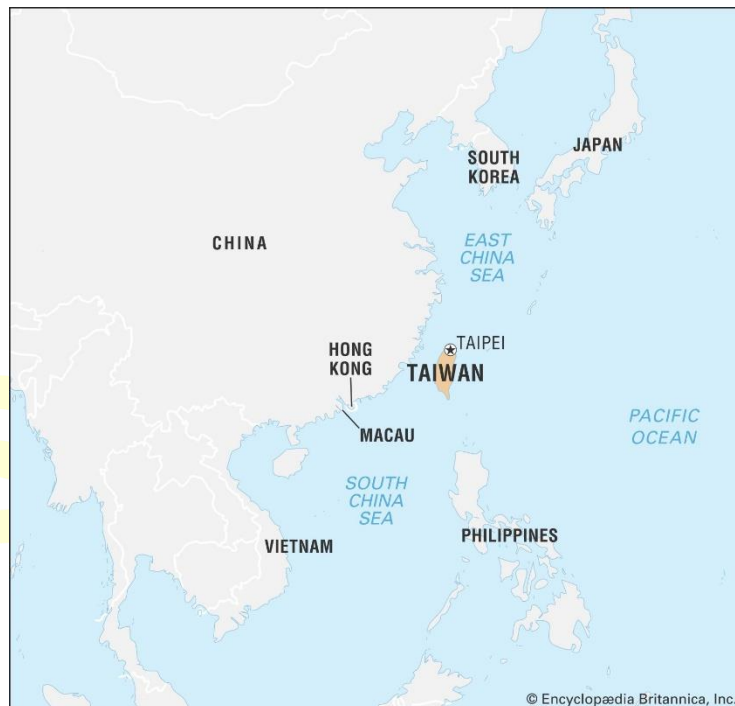 SOUTH
KOREA
JAPAN
CHINA
EAST
CHINA
SEA
TAIPEI
HONG
KONG
TAIWAN
MACAU
PACIFIC
OCEAN
SOUTH
CHINA
SEA
VIETNAM
PHILIPPINES
© Encyclopædia Britannica, Inc.